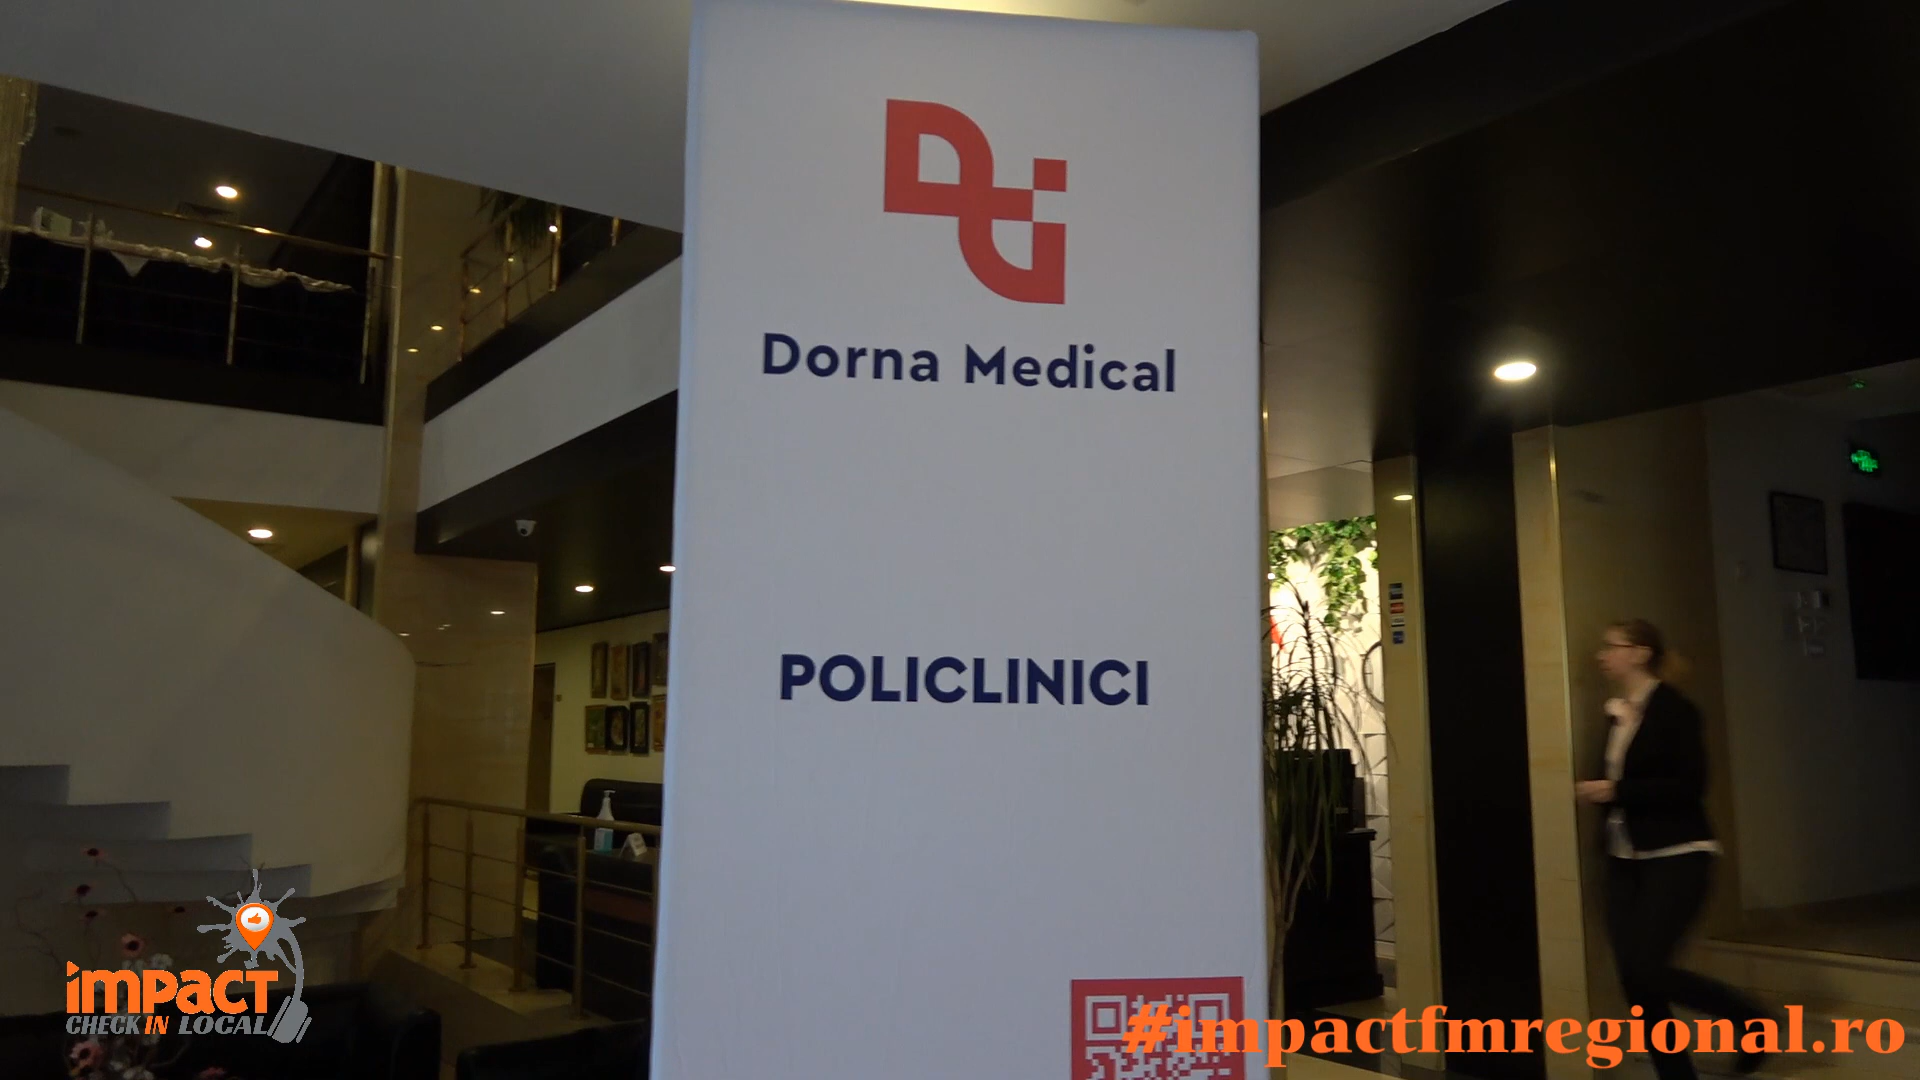 Dorna Medical
POLICLINICI
impact
CHECK IN LOCAL
#impactfmregional.ro